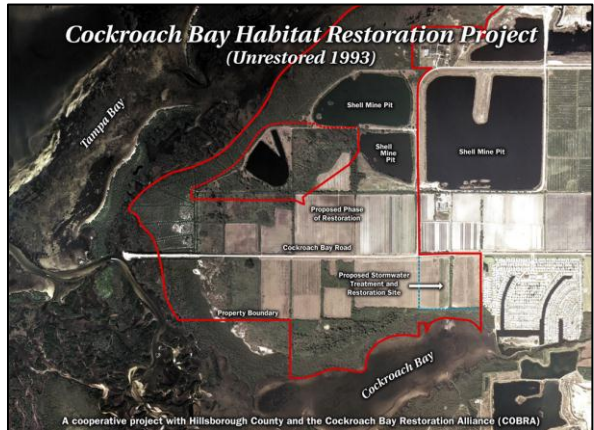 Cockroach Bay Habitat Restoration Project
(Unrestored 1993)
Tampa Bay
Shell Mine Pit
Shell
Mine
Pit
Shell Mine Pit
Proposed Phase
of Restoration
Cockroach Bay Road
Proposed Stormwater
Treatment and
Restoration Site
Property Boundary
Cockroach Bay
A cooperative project with Hillsborough County and the Cockroach Bay Restoration Alliance (COBRA)